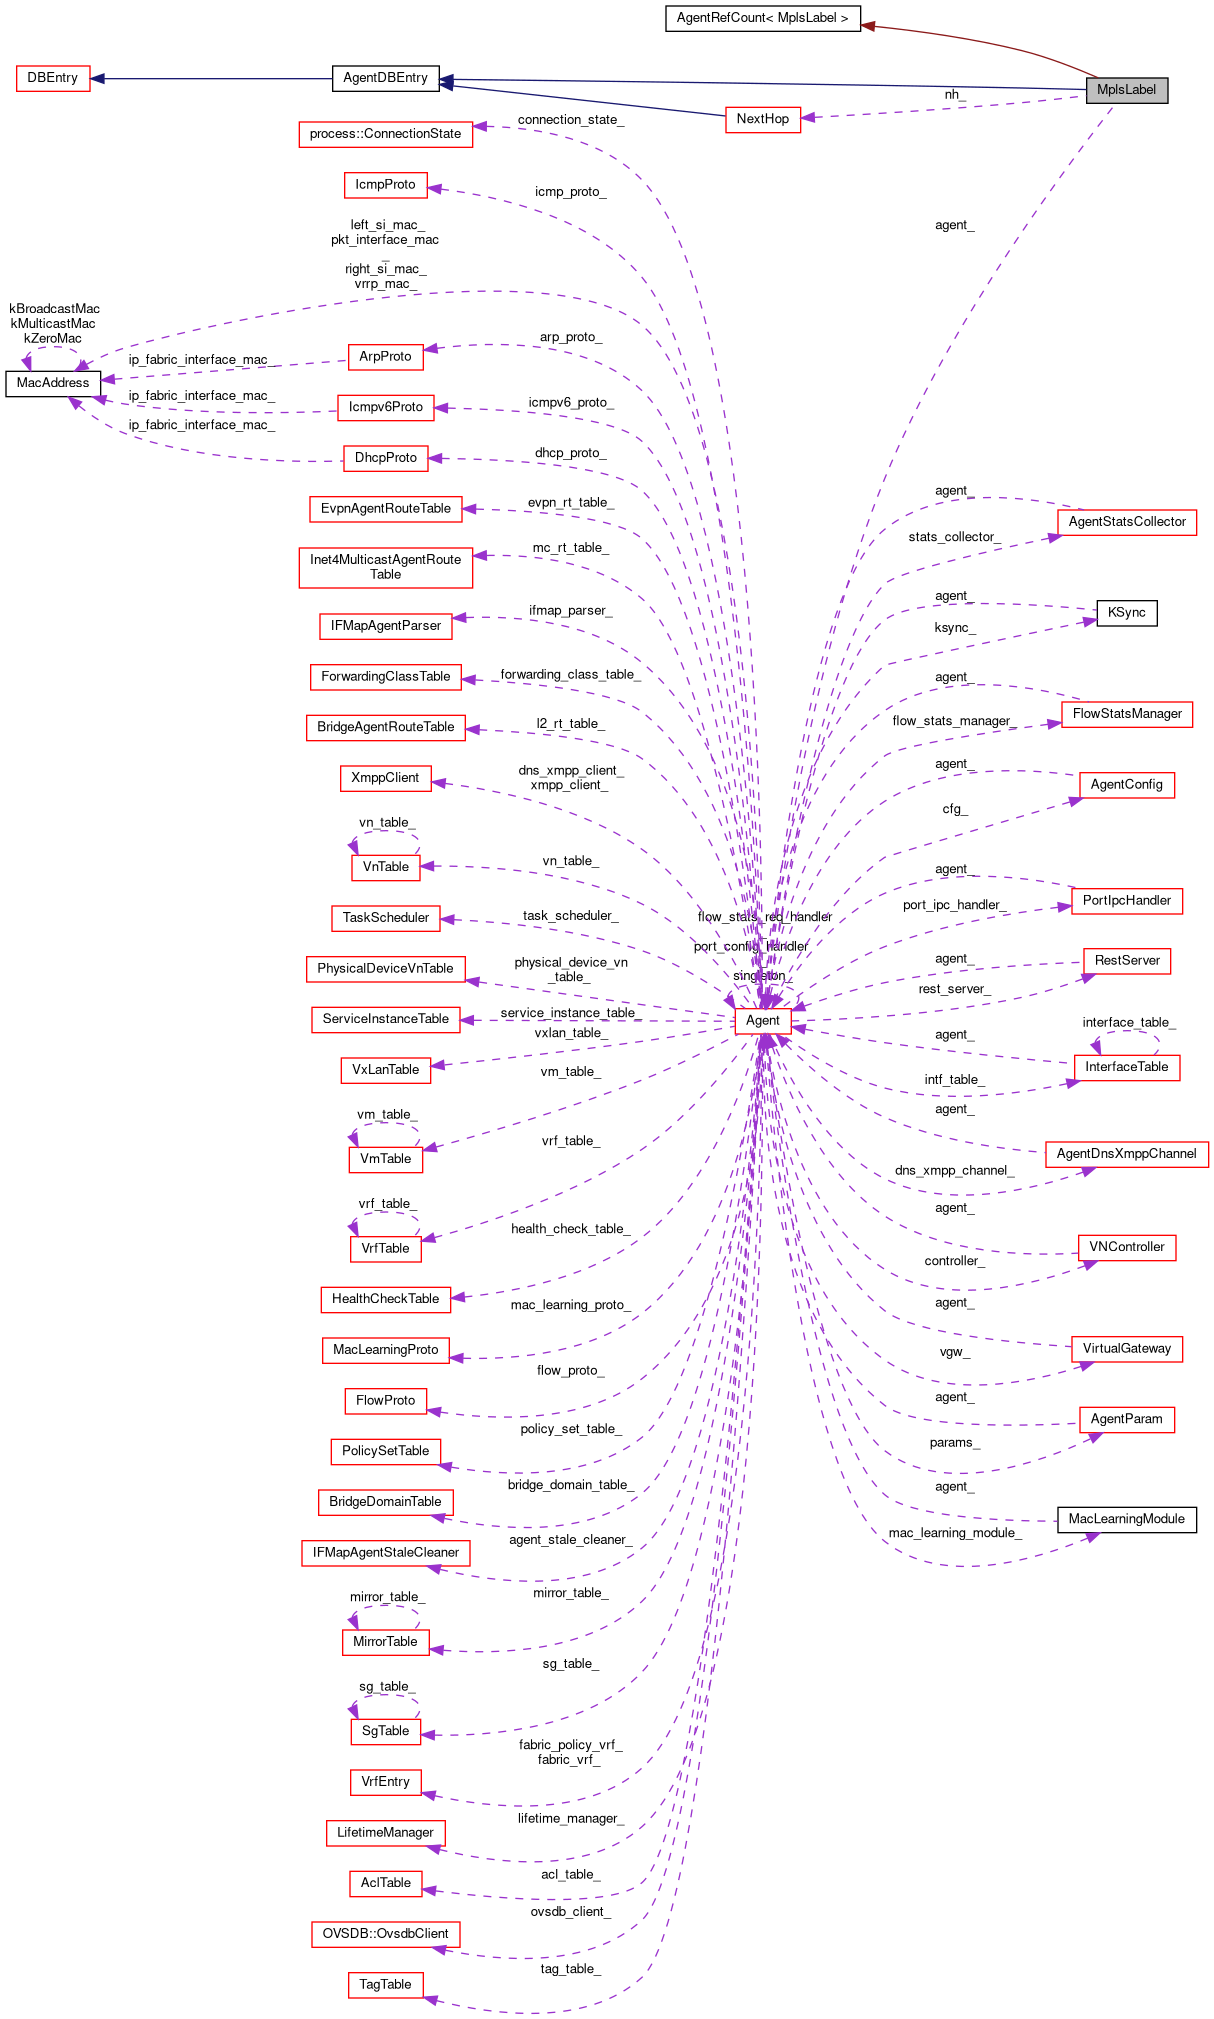 AgentRefCount< MplsLabel >
DBEntry
AgentDBEntry
MplsLabel
nh_
NextHop
connection_state_
process::ConnectionState
IcmpProto
icmp_proto_
left_si_mac_
pkt_interface_mac
_
right_si_mac_
vrrp_mac_
agent_
kBroadcastMac
kMulticastMac
kZeroMac
MacAddress
ip_fabric_interface_mac_
ArpProto
arp_proto_
ip_fabric_interface_mac_
Icmpv6Proto
icmpv6_proto_
ip_fabric_interface_mac_
DhcpProto
dhcp_proto_
EvpnAgentRouteTable
evpn_rt_table_
agent_
AgentStatsCollector
stats_collector_
Inet4MulticastAgentRoute
Table
mc_rt_table_
IFMapAgentParser
ifmap_parser_
agent_
KSync
ksync_
ForwardingClassTable
forwarding_class_table_
agent_
FlowStatsManager
flow_stats_manager_
BridgeAgentRouteTable
l2_rt_table_
XmppClient
dns_xmpp_client_
xmpp_client_
agent_
AgentConfig
cfg_
vn_table_
VnTable
vn_table_
agent_
PortIpcHandler
port_ipc_handler_
TaskScheduler
task_scheduler_
flow_stats_req_handler
_
port_config_handler
_
singleton_
PhysicalDeviceVnTable
physical_device_vn
_table_
agent_
RestServer
rest_server_
ServiceInstanceTable
service_instance_table_
Agent
VxLanTable
vxlan_table_
agent_
interface_table_
InterfaceTable
intf_table_
vm_table_
vm_table_
VmTable
agent_
AgentDnsXmppChannel
dns_xmpp_channel_
vrf_table_
vrf_table_
VrfTable
agent_
VNController
controller_
health_check_table_
HealthCheckTable
agent_
VirtualGateway
vgw_
mac_learning_proto_
MacLearningProto
flow_proto_
FlowProto
agent_
AgentParam
params_
policy_set_table_
PolicySetTable
bridge_domain_table_
BridgeDomainTable
agent_
MacLearningModule
mac_learning_module_
agent_stale_cleaner_
IFMapAgentStaleCleaner
mirror_table_
mirror_table_
MirrorTable
sg_table_
sg_table_
SgTable
fabric_policy_vrf_
fabric_vrf_
VrfEntry
lifetime_manager_
LifetimeManager
acl_table_
AclTable
ovsdb_client_
OVSDB::OvsdbClient
tag_table_
TagTable